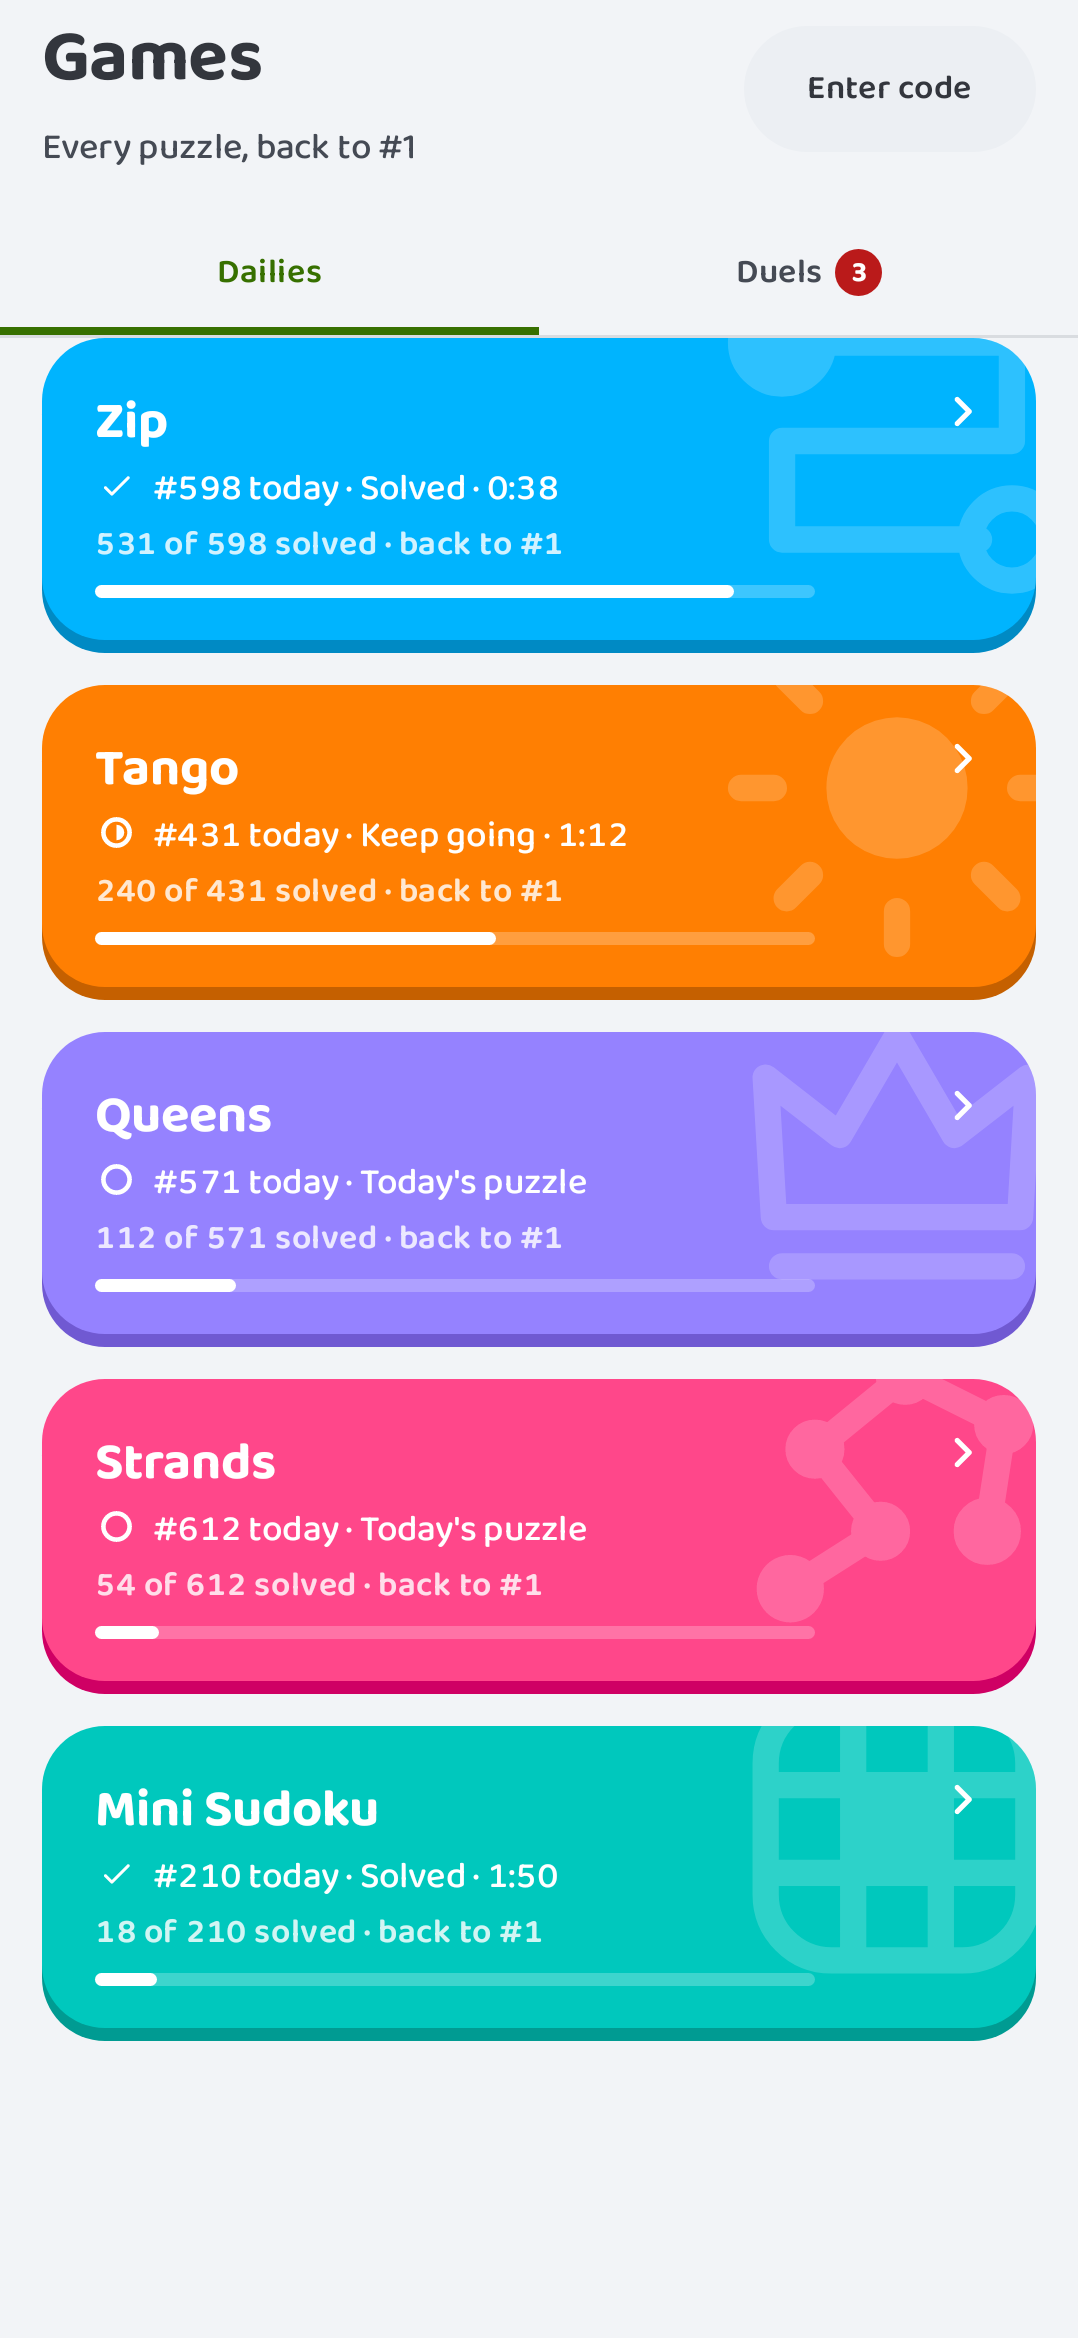 Games
Enter code
Every puzzle, back to #1
Dailies
Duels 3
Zip
#598 today · Solved · 0:38
531 of 598 solved · back to #1
Tango
#431 today · Keep going · 1:12
240 of 431 solved · back to #1
Queens
#571 today · Today's puzzle
112 of 571 solved · back to #1
Strands
#612 today · Today's puzzle
54 of 612 solved · back to #1
Mini Sudoku
#210 today · Solved · 1:50
18 of 210 solved · back to #1